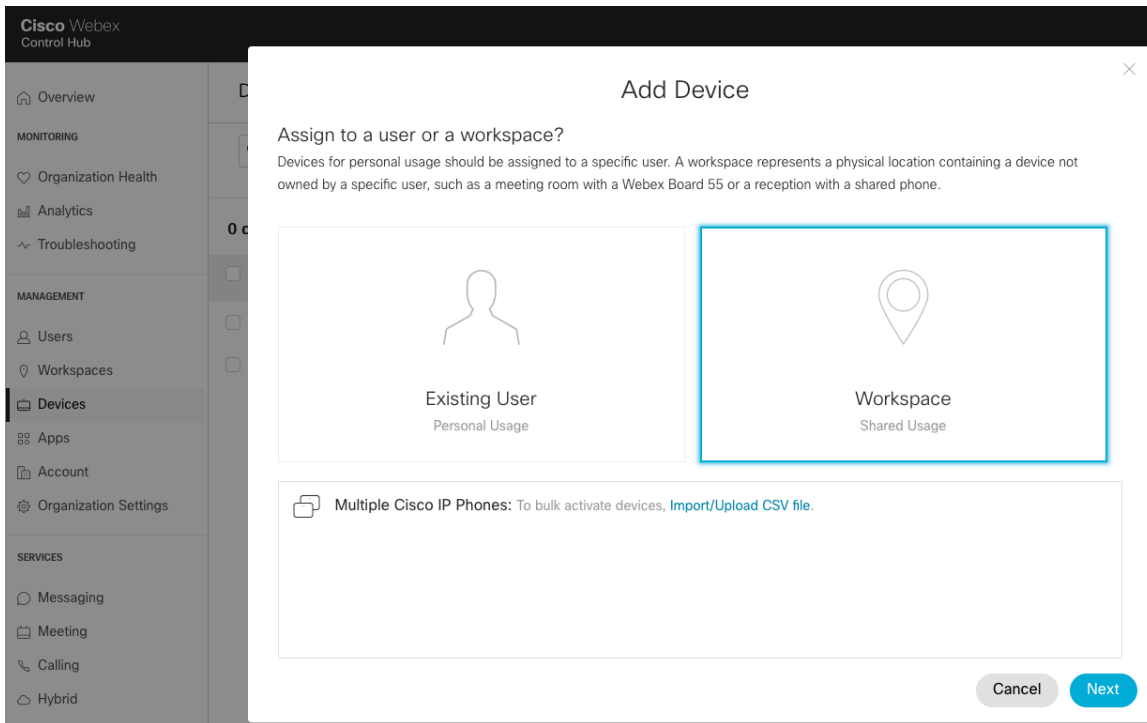 Cisco Webex
Control Hub
Overview
MONITORING
Organization Health
Analytics
Troubleshooting
MANAGEMENT
Users
Workspaces
Devices
Apps
Account
Organization Settings
SERVICES
Messaging
Meeting
Calling
Hybrid
D
0 o
Add Device
Assign to a user or a workspace?
Devices for personal usage should be assigned to a specific user. A workspace represents a physical location containing a device not
owned by a specific user, such as a meeting room with a Webex Board 55 or a reception with a shared phone.
Existing User
Personal Usage
Workspace
Shared Usage
Multiple Cisco IP Phones: To bulk activate devices, Import/Upload CSV file.
Cancel
Next